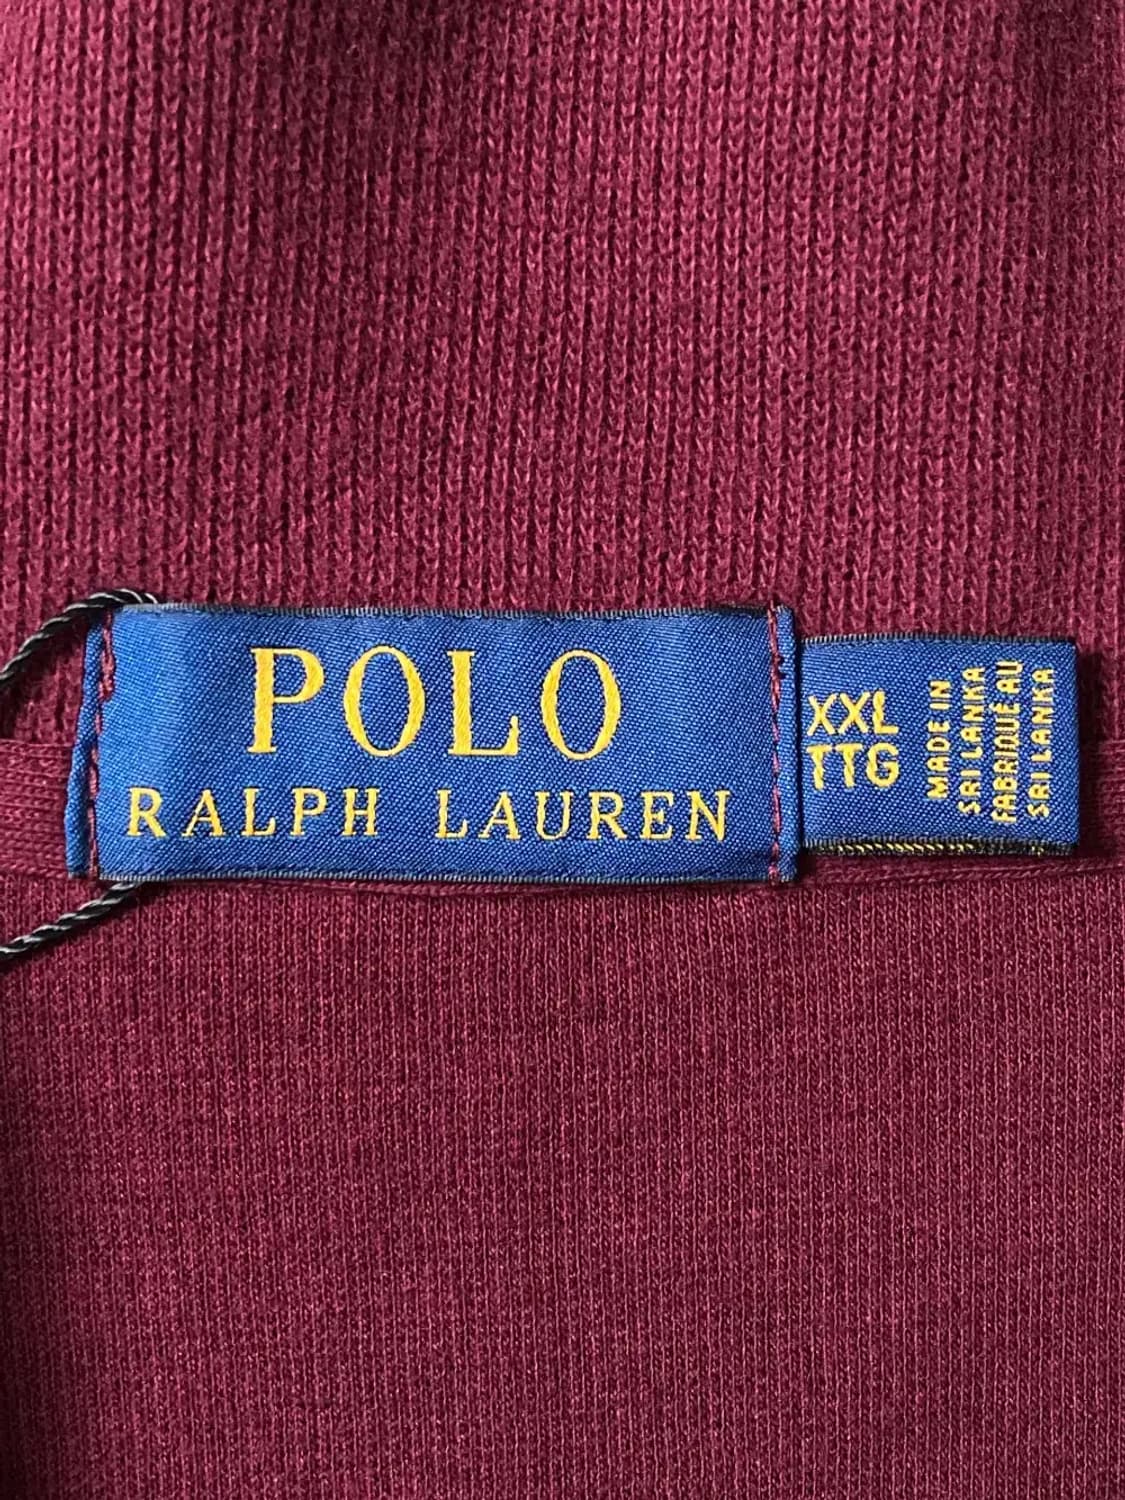 POLO
RALPH LAUREN
XXL
TTG
MADE IN
SRI LANKA
FABRIQUÉ AU
SRI LANKA